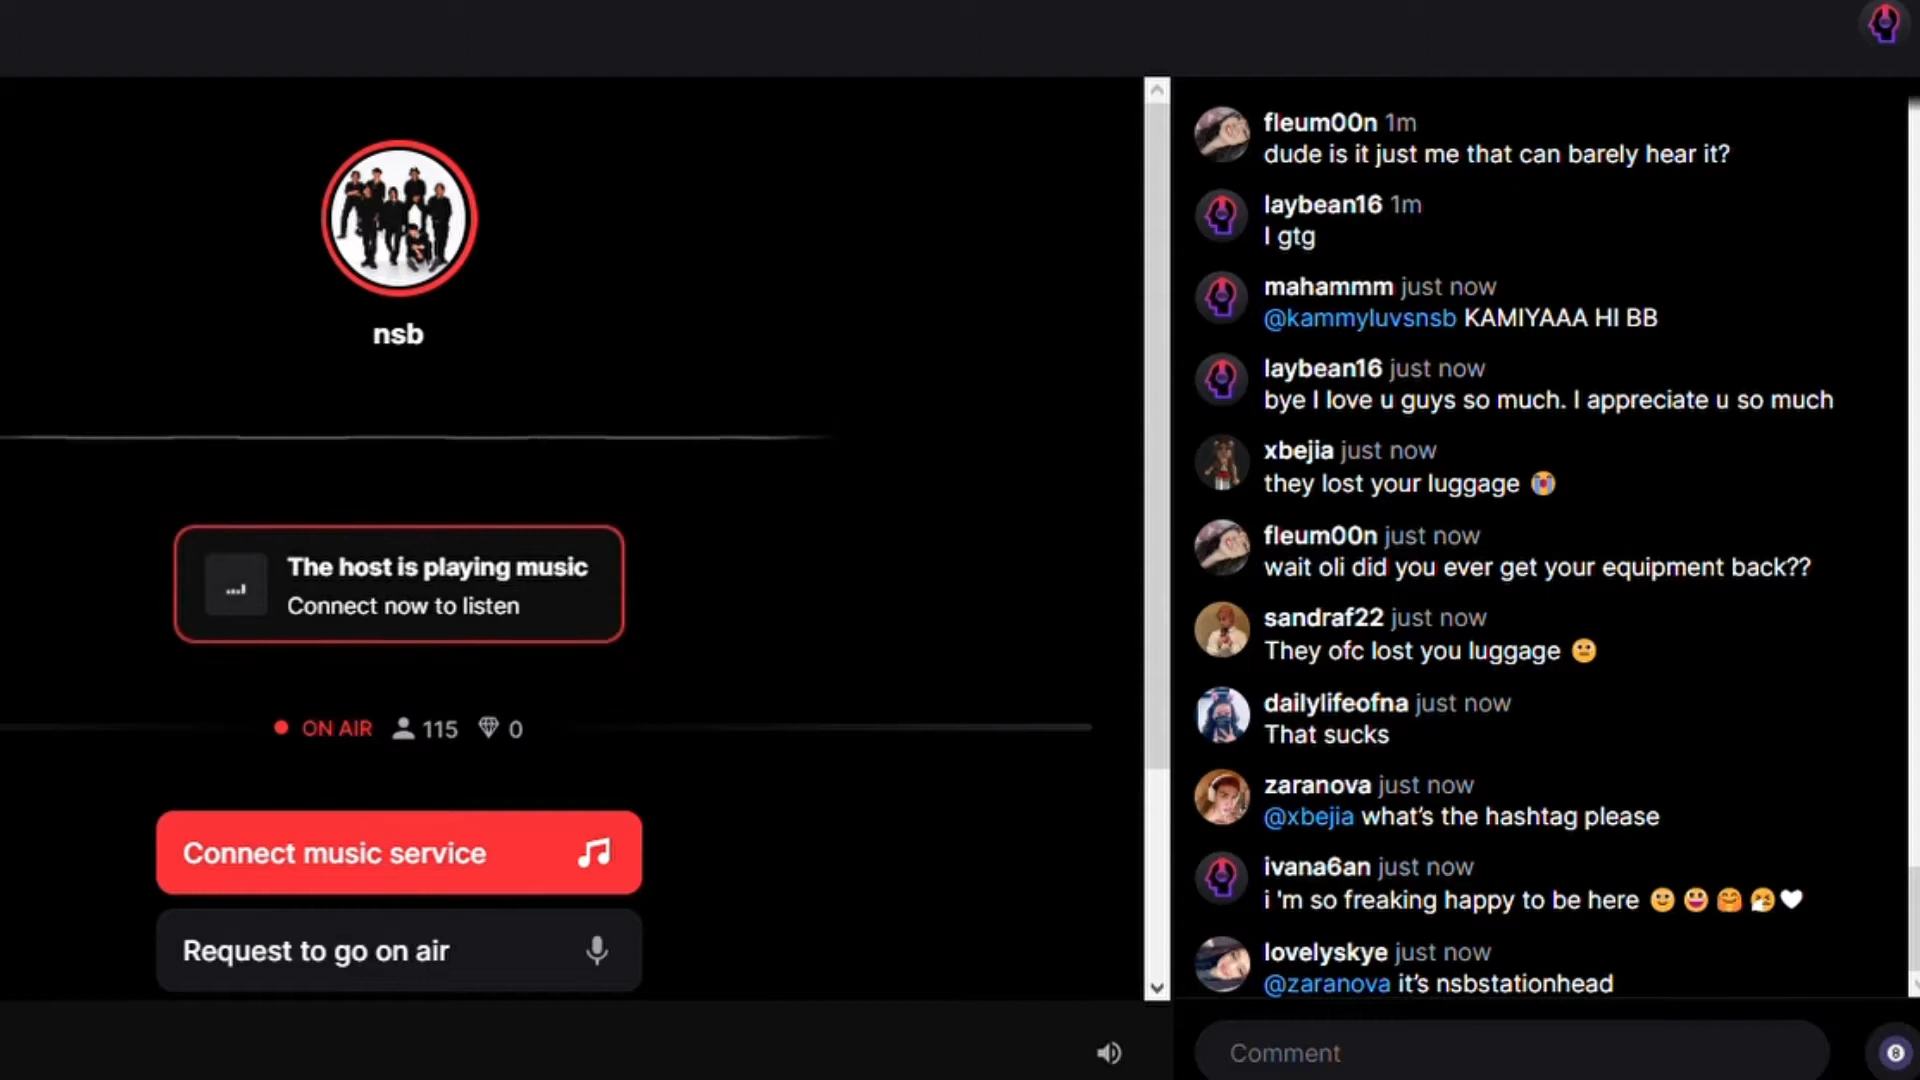 nsb
The host is playing music
Connect now to listen
ON AIR 115 0
Connect music service
Request to go on air
fleum00n 1m
dude is it just me that can barely hear it?
laybean16 1m
I gtg
mahammm just now
@kammyluvsnsb KAMIYAAA HI BB
laybean16 just now
bye I love u guys so much. I appreciate u so much
xbejia just now
they lost your luggage 😭
fleum00n just now
wait oli did you ever get your equipment back??
sandraf22 just now
They ofc lost you luggage 😐
dailylifeofna just now
That sucks
zaranova just now
@xbejia what's the hashtag please
ivana6an just now
i 'm so freaking happy to be here
lovelyskye just now
@zaranova it's nsbstationhead
Comment
8